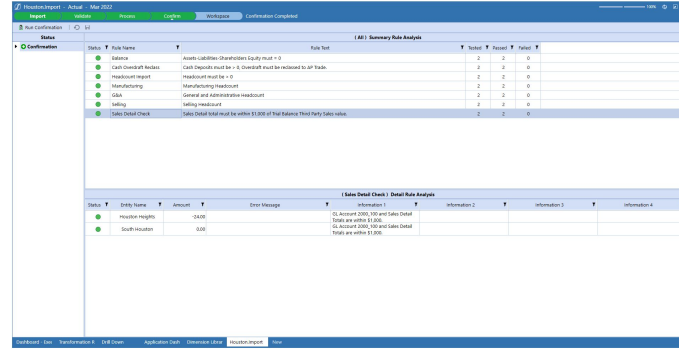 Houston.Import - Actual - Mar 2022
100%
Import Validate Process Confirm Workspace Confirmation Completed
Run Confirmation
Status
( All ) Summary Rule Analysis
Confirmation
Status Rule Name Rule Text Tested Passed Failed
Balance Assets-Liabilities-Shareholders Equity must = 0 2 2 0
Cash Overdraft Reclass Cash Deposits must be > 0, Overdraft must be reclassed to AP Trade. 2 2 0
Headcount Import Headcount must be > 0 2 2 0
Manufacturing Manufacturing Headcount 2 2 0
G&A General and Administrative Headcount 2 2 0
Selling Selling Headcount 2 2 0
Sales Detail Check Sales Detail total must be within $1,000 of Trial Balance Third Party Sales value. 2 2 0
( Sales Detail Check ) Detail Rule Analysis
Status Entity Name Amount Error Message Information 1 Information 2 Information 3 Information 4
Houston Heights -24.00 GL Account 2000_100 and Sales Detail
Totals are within $1,000.
South Houston 0.00 GL Account 2000_100 and Sales Detail
Totals are within $1,000.
Dashboard - Exec Transformation R Drill Down Application Dash Dimension Library Houston.Import New